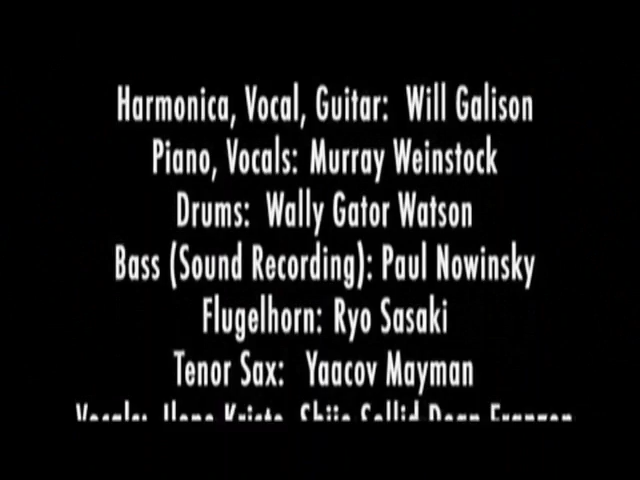 Harmonica, Vocal, Guitar: Will Galison
Piano, Vocals: Murray Weinstock
Drums: Wally Gator Watson
Bass (Sound Recording): Paul Nowinsky
Flugelhorn: Ryo Sasaki
Tenor Sax: Yaacov Mayman
Vocals: